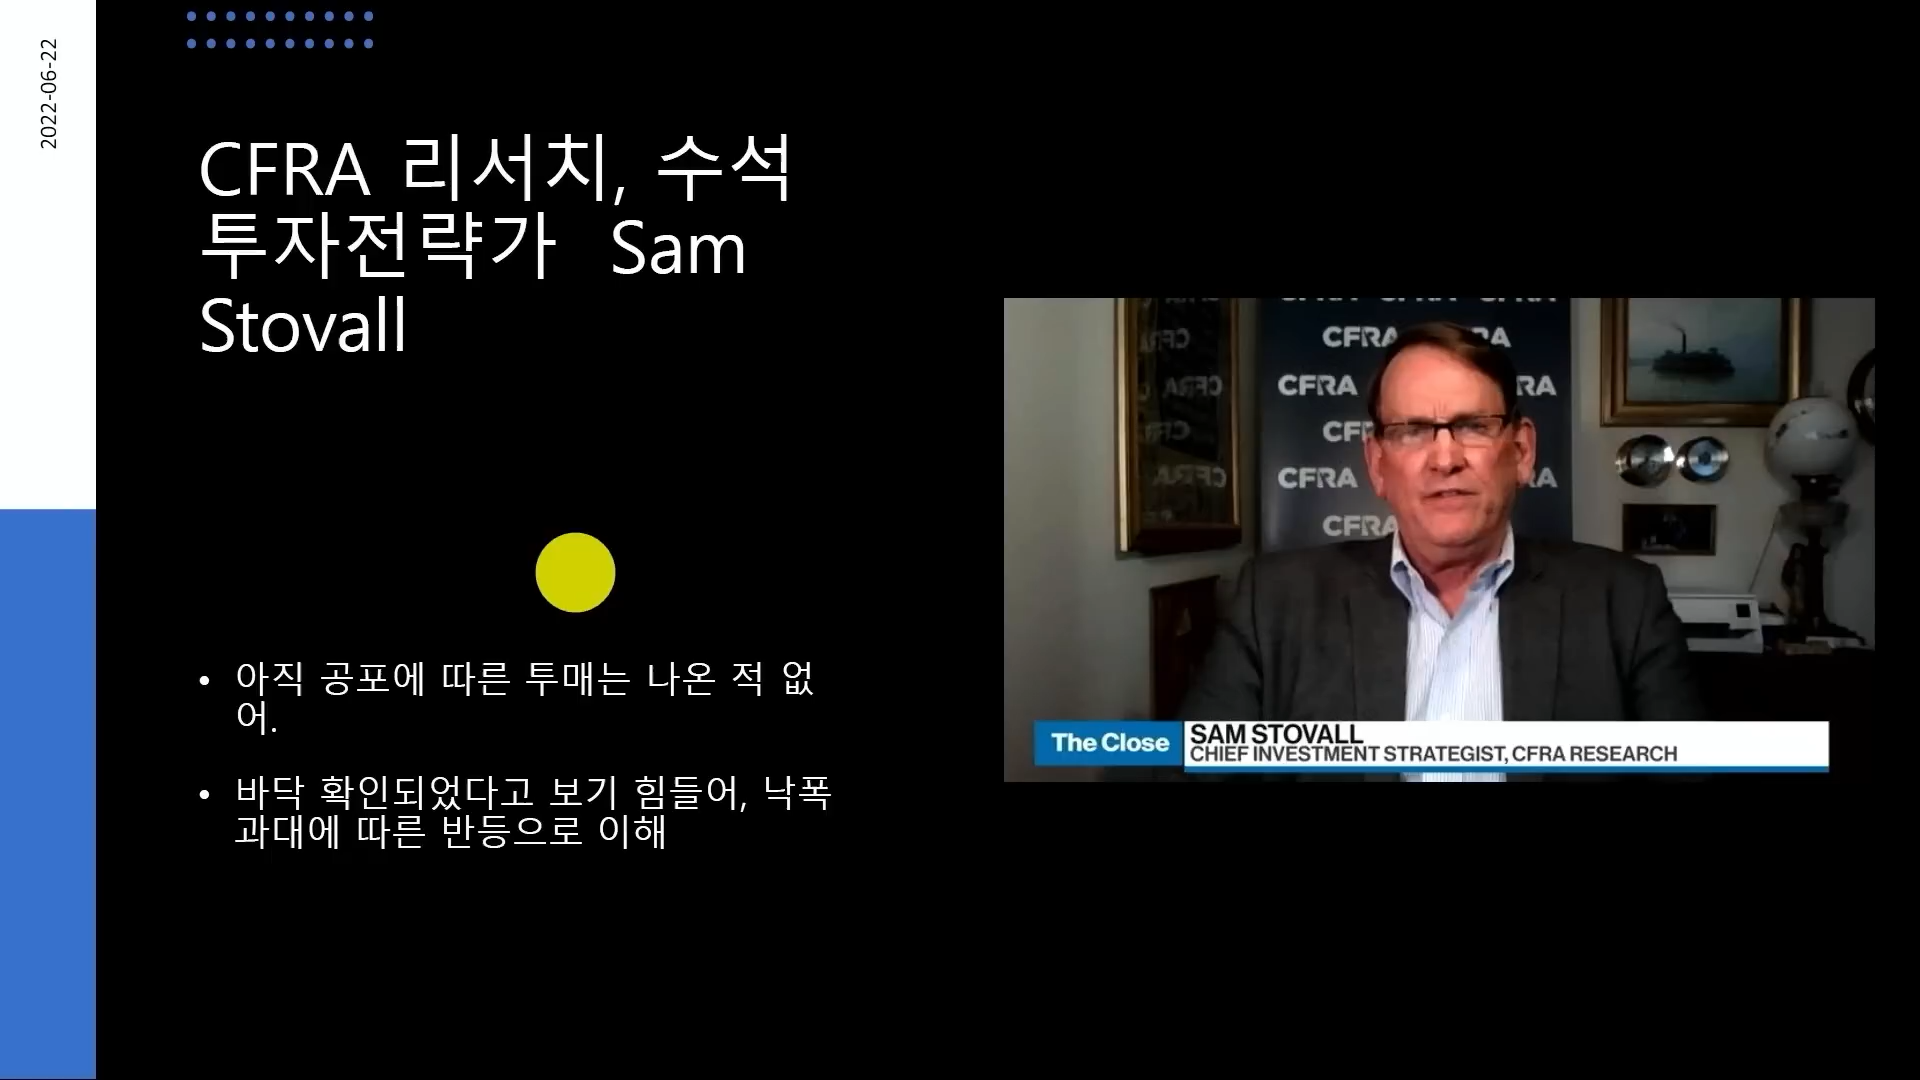 2022-06-22
CFRA 리서치, 수석
투자전략가 Sam
Stovall
• 아직 공포에 따른 투매는 나온 적 없
어.
• 바닥 확인되었다고 보기 힘들어, 낙폭
과대에 따른 반등으로 이해
CFRA
CFRA
CFRA
CFRA
The Close
SAM STOVALL
CHIEF INVESTMENT STRATEGIST, CFRA RESEARCH